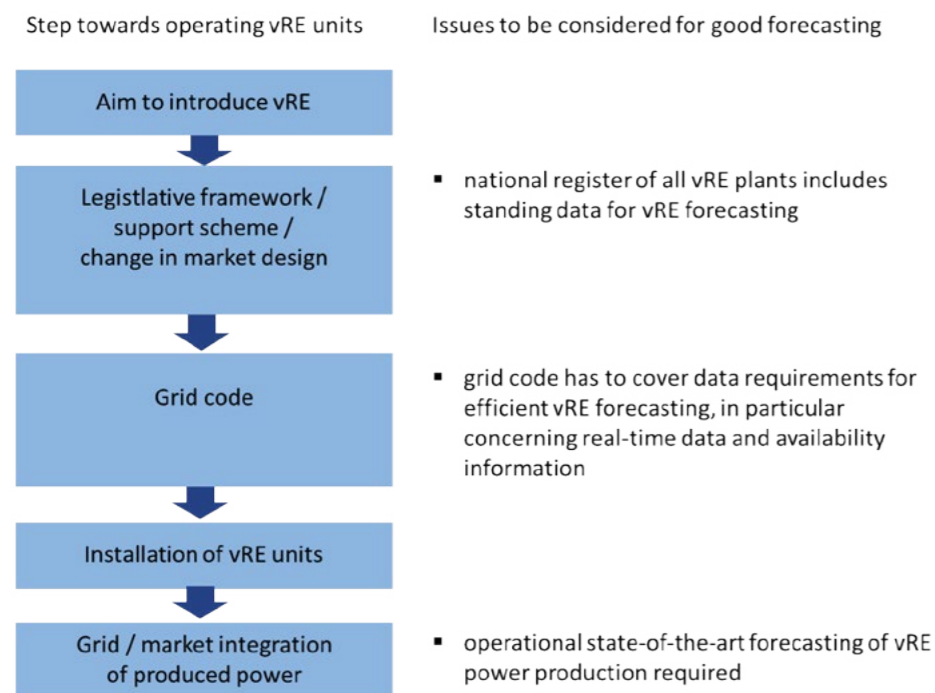 Step towards operating vRE units
Issues to be considered for good forecasting
Aim to introduce vRE
Legistlative framework /
support scheme /
change in market design
▪ national register of all vRE plants includes
standing data for vRE forecasting
Grid code
▪ grid code has to cover data requirements for
efficient vRE forecasting, in particular
concerning real-time data and availability
information
Installation of vRE units
Grid / market integration
of produced power
▪ operational state-of-the-art forecasting of vRE
power production required